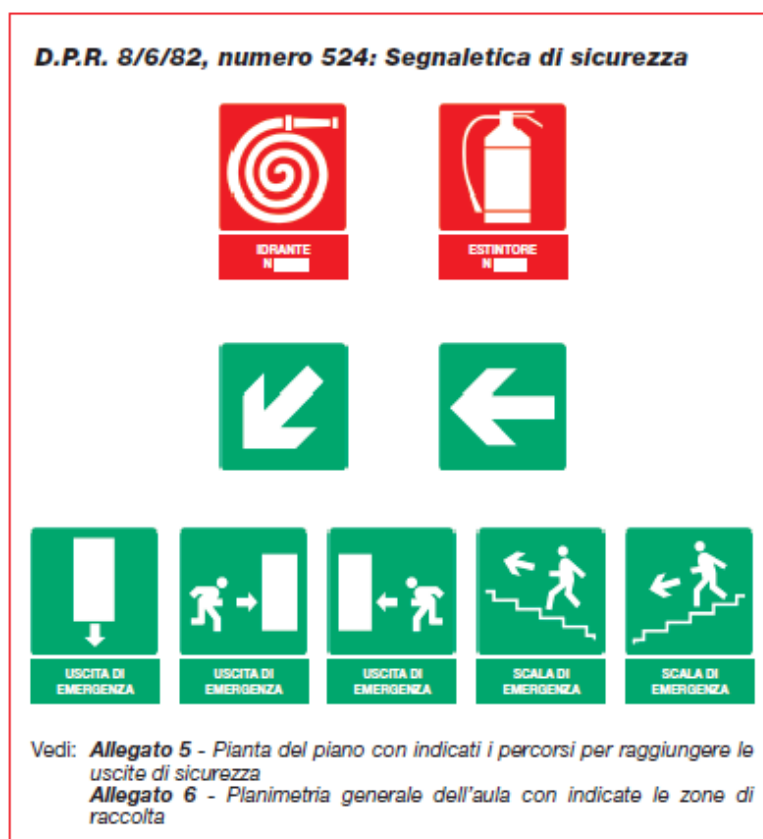 D.P.R. 8/6/82, numero 524: Segnaletica di sicurezza
IDRANTE
N
ESTINTORE
N
USCITA DI
EMERGENZA
USCITA DI
EMERGENZA
USCITA DI
EMERGENZA
SCALA DI
EMERGENZA
SCALA DI
EMERGENZA
Vedi: Allegato 5 - Pianta del piano con indicati i percorsi per raggiungere le
uscite di sicurezza
Allegato 6 - Planimetria generale dell'aula con indicate le zone di
raccolta